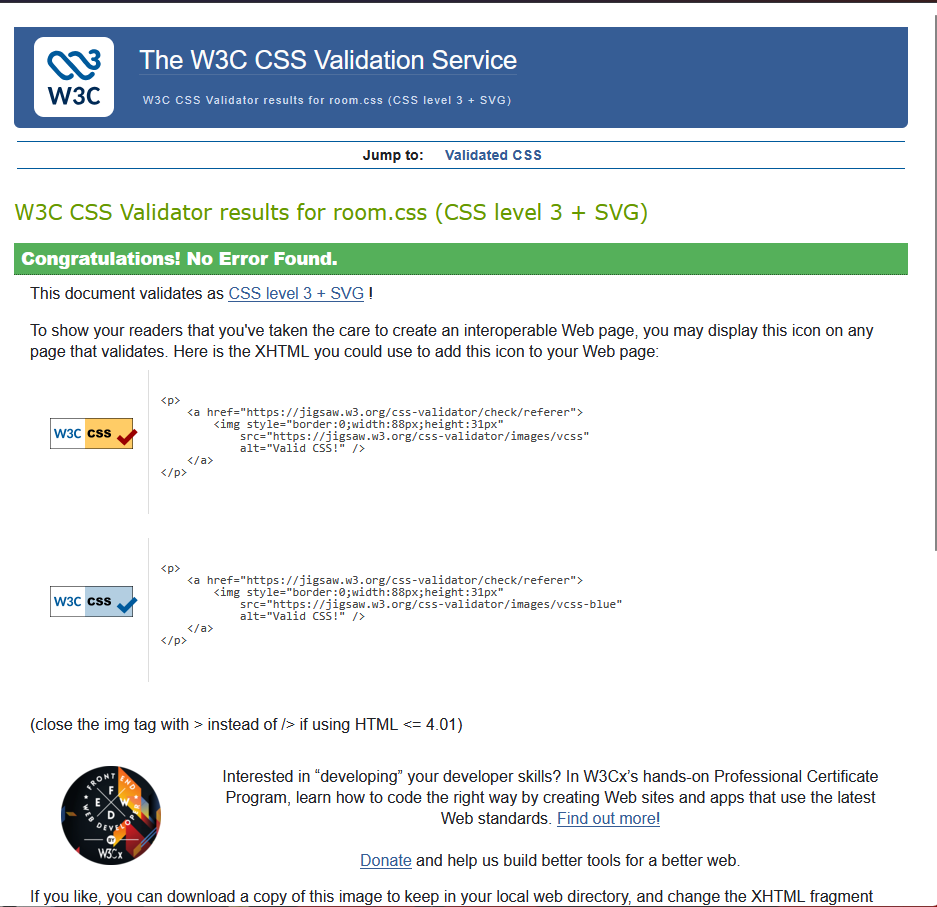 W3C
The W3C CSS Validation Service
W3C CSS Validator results for room.css (CSS level 3 + SVG)
Jump to: Validated CSS
W3C CSS Validator results for room.css (CSS level 3 + SVG)
Congratulations! No Error Found.
This document validates as CSS level 3 + SVG !
To show your readers that you've taken the care to create an interoperable Web page, you may display this icon on any
page that validates. Here is the XHTML you could use to add this icon to your Web page:
W3C css
<p>
<a href="https://jigsaw.w3.org/css-validator/check/referer">
<img style="border:0;width:88px;height:31px"
src="https://jigsaw.w3.org/css-validator/images/vcss"
alt="Valid CSS!" />
</a>
</p>
W3C css
<p>
<a href="https://jigsaw.w3.org/css-validator/check/referer">
<img style="border:0;width:88px;height:31px"
src="https://jigsaw.w3.org/css-validator/images/vcss-blue"
alt="Valid CSS!" />
</a>
</p>
(close the img tag with > instead of /> if using HTML <= 4.01)
FRONT END
WEB DEVELOPER
F
E W
D
W3Cx
Interested in “developing” your developer skills? In W3Cx’s hands-on Professional Certificate
Program, learn how to code the right way by creating Web sites and apps that use the latest
Web standards. Find out more!
Donate and help us build better tools for a better web.
If you like, you can download a copy of this image to keep in your local web directory, and change the XHTML fragment